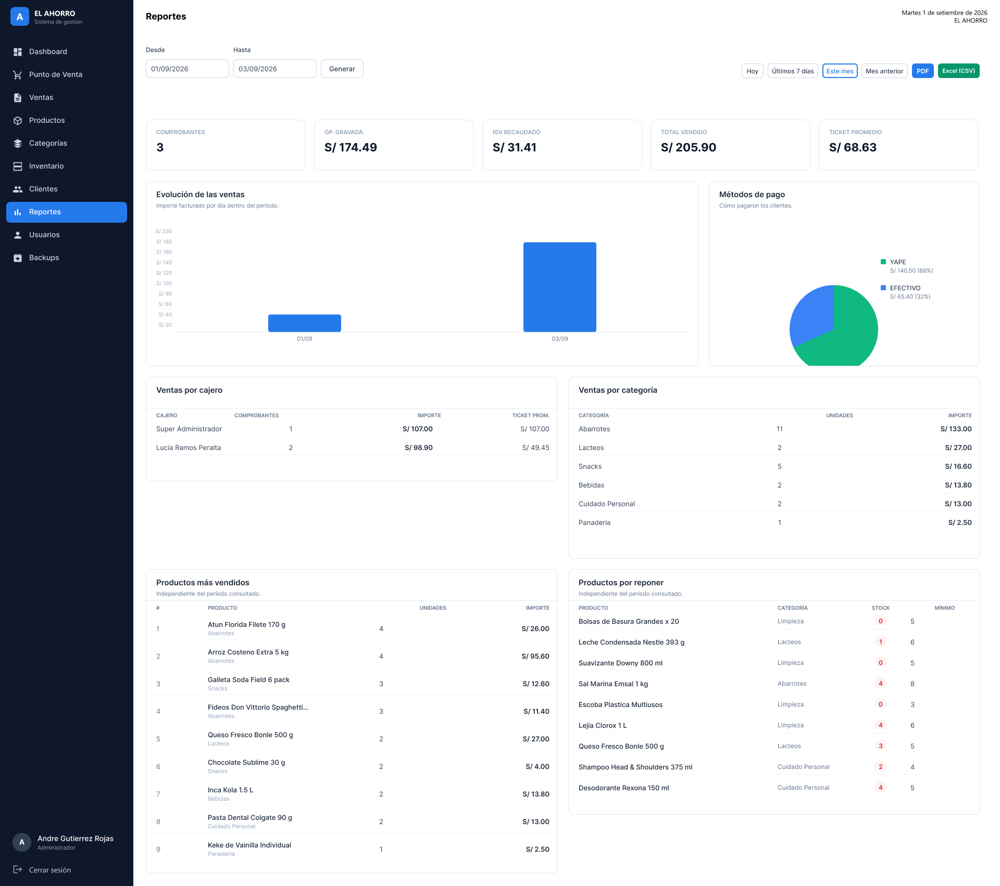 A
EL AHORRO
Sistema de gestión
Dashboard
Punto de Venta
Ventas
Productos
Categorías
Inventario
Clientes
Reportes
Usuarios
Backups
A
Andre Gutierrez Rojas
Administrador
Cerrar sesión
Reportes
Martes 1 de setiembre de 2026
EL AHORRO
Desde Hasta
01/09/2026 03/09/2026 Generar
Hoy Últimos 7 días Este mes Mes anterior PDF Excel (CSV)
COMPROBANTES
3
OP. GRAVADA
S/ 174.49
IGV RECAUDADO
S/ 31.41
TOTAL VENDIDO
S/ 205.90
TICKET PROMEDIO
S/ 68.63
Evolución de las ventas
Importe facturado por día dentro del período.
S/ 200
S/ 180
S/ 160
S/ 140
S/ 120
S/ 100
S/ 80
S/ 60
S/ 40
S/ 20
01/09 03/09
Métodos de pago
Cómo pagaron los clientes.
YAPE
S/ 140.50 (68%)
EFECTIVO
S/ 65.40 (32%)
Ventas por cajero
CAJERO COMPROBANTES IMPORTE TICKET PROM.
Super Administrador 1 S/ 107.00 S/ 107.00
Lucia Ramos Peralta 2 S/ 98.90 S/ 49.45
Ventas por categoría
CATEGORÍA UNIDADES IMPORTE
Abarrotes 11 S/ 133.00
Lacteos 2 S/ 27.00
Snacks 5 S/ 16.60
Bebidas 2 S/ 13.80
Cuidado Personal 2 S/ 13.00
Panaderia 1 S/ 2.50
Productos más vendidos
Independiente del período consultado.
# PRODUCTO UNIDADES IMPORTE
1 Atun Florida Filete 170 g 4 S/ 26.00
Abarrotes
2 Arroz Costeno Extra 5 kg 4 S/ 95.60
Abarrotes
3 Galleta Soda Field 6 pack 3 S/ 12.60
Snacks
4 Fideos Don Vittorio Spaghetti... 3 S/ 11.40
Abarrotes
5 Queso Fresco Bonle 500 g 2 S/ 27.00
Lacteos
6 Chocolate Sublime 30 g 2 S/ 4.00
Snacks
7 Inca Kola 1.5 L 2 S/ 13.80
Bebidas
8 Pasta Dental Colgate 90 g 2 S/ 13.00
Cuidado Personal
9 Keke de Vainilla Individual 1 S/ 2.50
Panaderia
Productos por reponer
Independiente del período consultado.
PRODUCTO CATEGORÍA STOCK MÍNIMO
Bolsas de Basura Grandes x 20 Limpieza 0 5
Leche Condensada Nestle 393 g Lacteos 1 6
Suavizante Downy 800 ml Limpieza 0 5
Sal Marina Emsal 1 kg Abarrotes 4 8
Escoba Plastica Multiusos Limpieza 0 3
Lejia Clorox 1 L Limpieza 4 6
Queso Fresco Bonle 500 g Lacteos 3 5
Shampoo Head & Shoulders 375 ml Cuidado Personal 2 4
Desodorante Rexona 150 ml Cuidado Personal 4 5